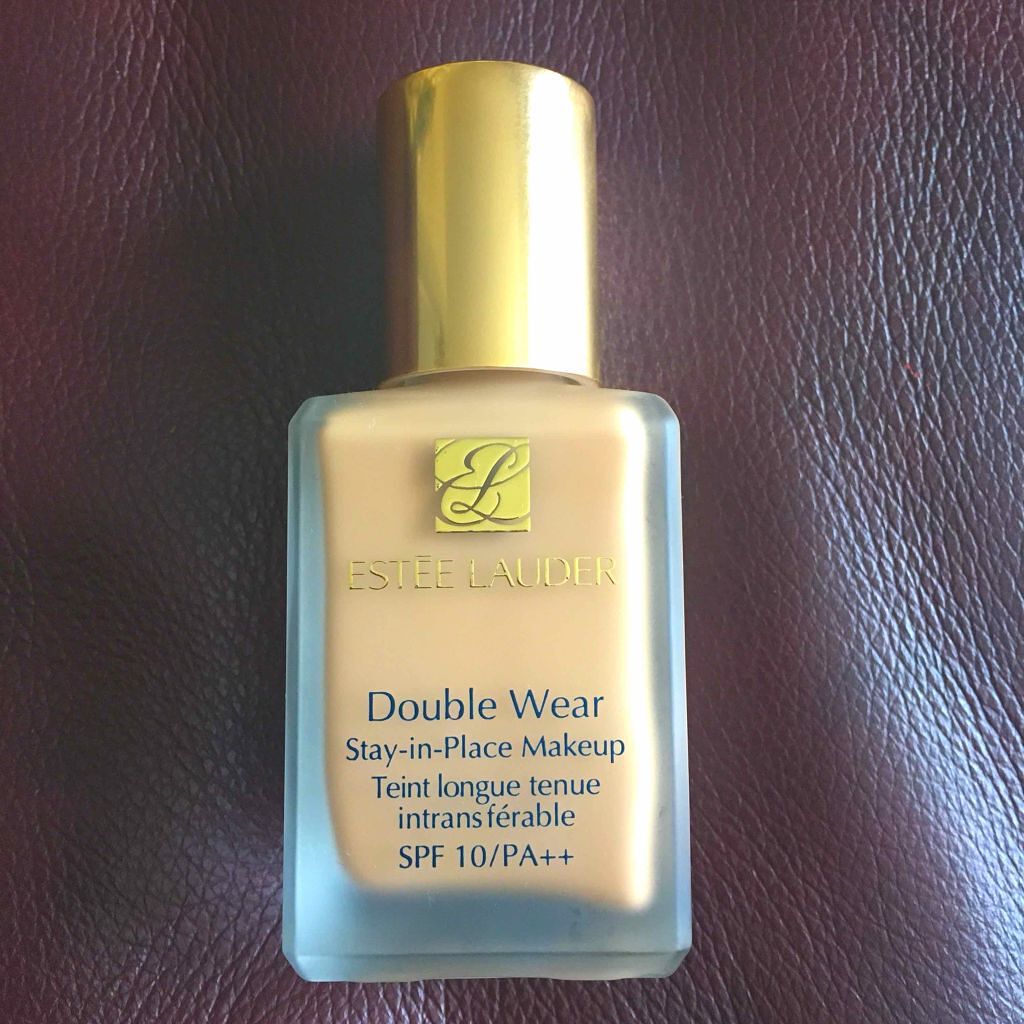 EL
ESTĒE LAUDER
Double Wear
Stay-in-Place Makeup
Teint longue tenue
intransférable
SPF 10/PA++